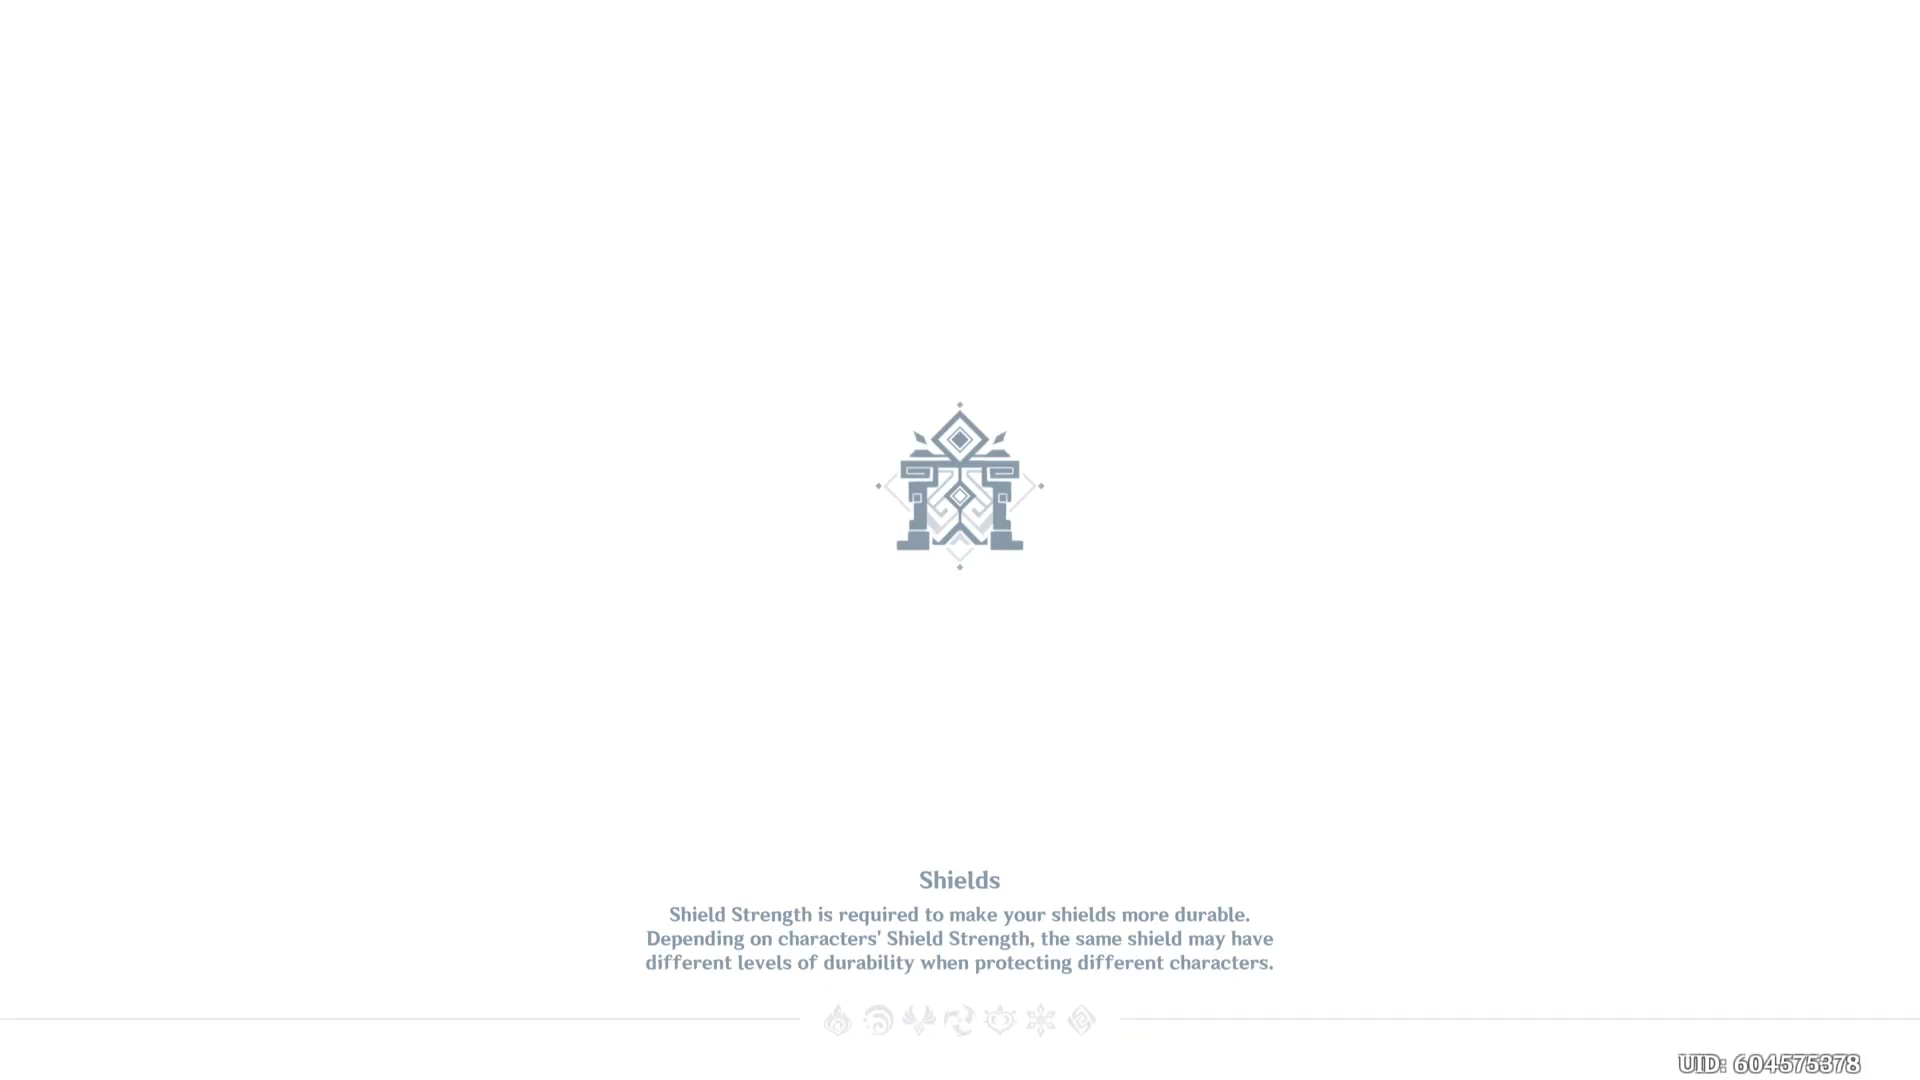 Shields
Shield Strength is required to make your shields more durable.
Depending on characters' Shield Strength, the same shield may have
different levels of durability when protecting different characters.
UID: 604575378